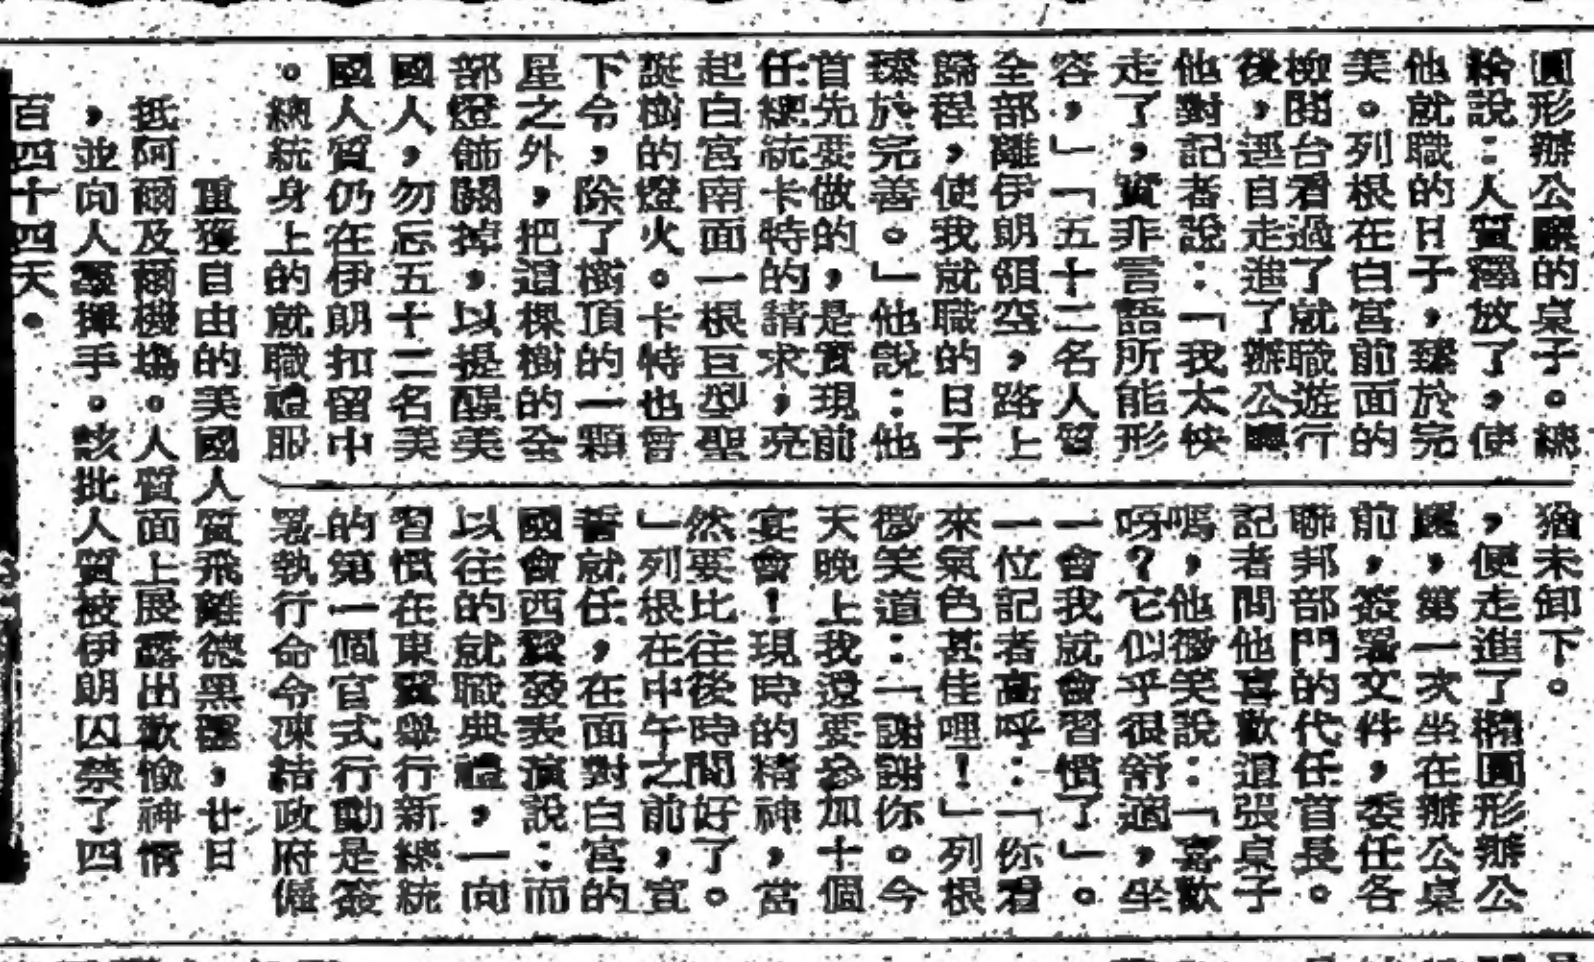 圓形辦公廳的桌子。總
統說：人質釋放了，使
他就職的日子，臻於完
美。列根在白宮前面的
檢閱台看過了就職遊行
後，逕自走進了辦公廳
他對記者說：「我太快
走了，實非言語所能形
容，」「五十二名人質
全部離伊朗領空，路上
歸程，使我就職的日子
臻於完善。」他說：他
首先要做的，是實現前
任總統卡特的請求，亮
起白宮南面一根巨型聖
誕樹的燈火。卡特也曾
下令，除了樹頂的一顆
星之外，把這棵樹的全
部燈飾關掉，以提醒美
國人，勿忘五十二名美
國人質仍在伊朗扣留中
。總統身上的就職禮服
猶未卸下。
，便走進了橢圓形辦公
廳，第一次坐在辦公桌
前，簽署文件，委任各
聯邦部門的代任首長。
記者問他喜歡這張桌子
嗎，他微笑說：「喜歡
呀？它似乎很舒適，坐
一會我就會習慣了」。
一位記者高呼：「你看
來氣色甚佳哩！」列根
微笑道：「謝謝你。今
天晚上我還要參加十個
宴會！現時的精神，當
然要比往後時間好了。
」列根在中午之前，宣
誓就任，在面對白宮的
國會西翼發表演說：而
以往的就職典禮，一向
習慣在東翼舉行新總統
的第一個官式行動是簽
署執行命令凍結政府僱
重獲自由的美國人質飛離德黑蘭，廿日
抵阿爾及爾機場。人質面上展露出歡愉神情
，並向人羣揮手。該批人質被伊朗囚禁了四
百四十四天。